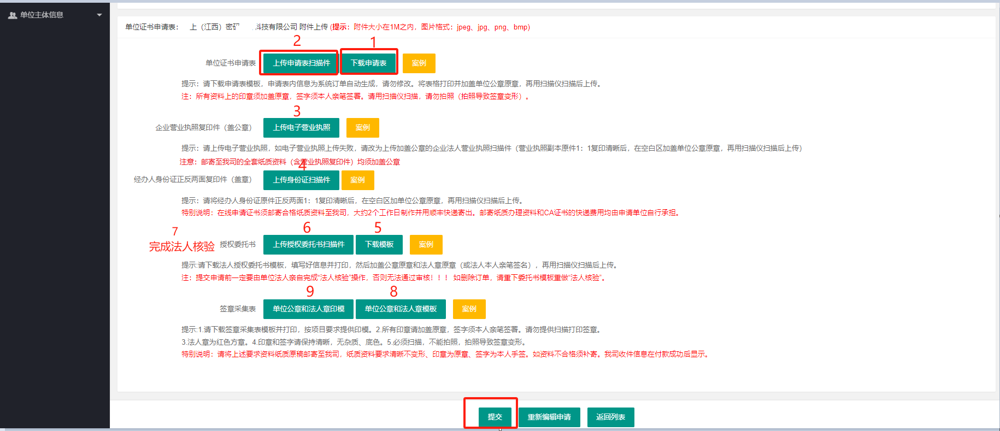 单位主体信息
单位证书申请表： 上（江西）密 科技有限公司 附件上传 (提示：附件大小在1M之内，图片格式：jpeg、jpg、png、bmp)
2 1
单位证书申请表 上传申请表扫描件 下载申请表 案例
提示：请下载申请表模板，申请表内信息为系统订单自动生成，请勿修改。将表格打印并加盖单位公章原章，再用扫描仪扫描后上传。
注：所有资料上的印章须加盖原章，签字须本人亲笔签署。请用扫描仪扫描，请勿拍照（拍照导致签章变形）。
3
企业营业执照复印件（盖公章） 上传电子营业执照 案例
提示：请上传电子营业执照，如电子营业执照上传失败，请改为上传加盖公章的企业法人营业执照扫描件（营业执照副本原件1：1复印清晰后，在空白区加盖单位公章原章，再用扫描仪扫描后上传）
注意：邮寄至我司的全套纸质资料（含营业执照复印件）均须加盖公章
4
经办人身份证正反两面复印件（盖章） 上传身份证扫描件 案例
提示：请将经办人身份证原件正反两面1：1复印清晰后，在空白区加单位公章原章，再用扫描仪扫描后上传。
特别说明：在线申请证书须邮寄合格纸质资料至我司，大约2个工作日制作并用顺丰快递寄出。邮寄纸质办理资料和CA证书的快递费用均由申请单位自行承担。
7 6 5
完成法人核验 授权委托书 上传授权委托书扫描件 下载模板 案例
提示:请下载法人授权委托书模板，填写好信息并打印，然后加盖公章原章和法人章原章（或法人本人亲笔签名），再用扫描仪扫描后上传。
注：提交申请前一定要由单位法人亲自完成“法人核验”操作，否则无法通过审核！！！ 如删除订单，请重下委托书模板重做“法人核验”。
9 8
签章采集表 单位公章和法人章印模 单位公章和法人章模板 案例
提示:1.请下载签章采集表模板并打印，按项目要求提供印模。2.所有印章请加盖原章，签字须本人亲笔签署。请勿提供扫描打印签章。
3.法人章为红色方章。4.印章和签字请保持清晰，无杂质、底色。5.必须扫描，不能拍照，拍照导致签章变形。
特别说明：请将上述要求资料纸质原稿邮寄至我司，纸质资料要求清晰不变形、印章为原章、签字为本人手签。如资料不合格须补寄。我司收件信息在付款成功后显示。
提交 重新编辑申请 返回列表